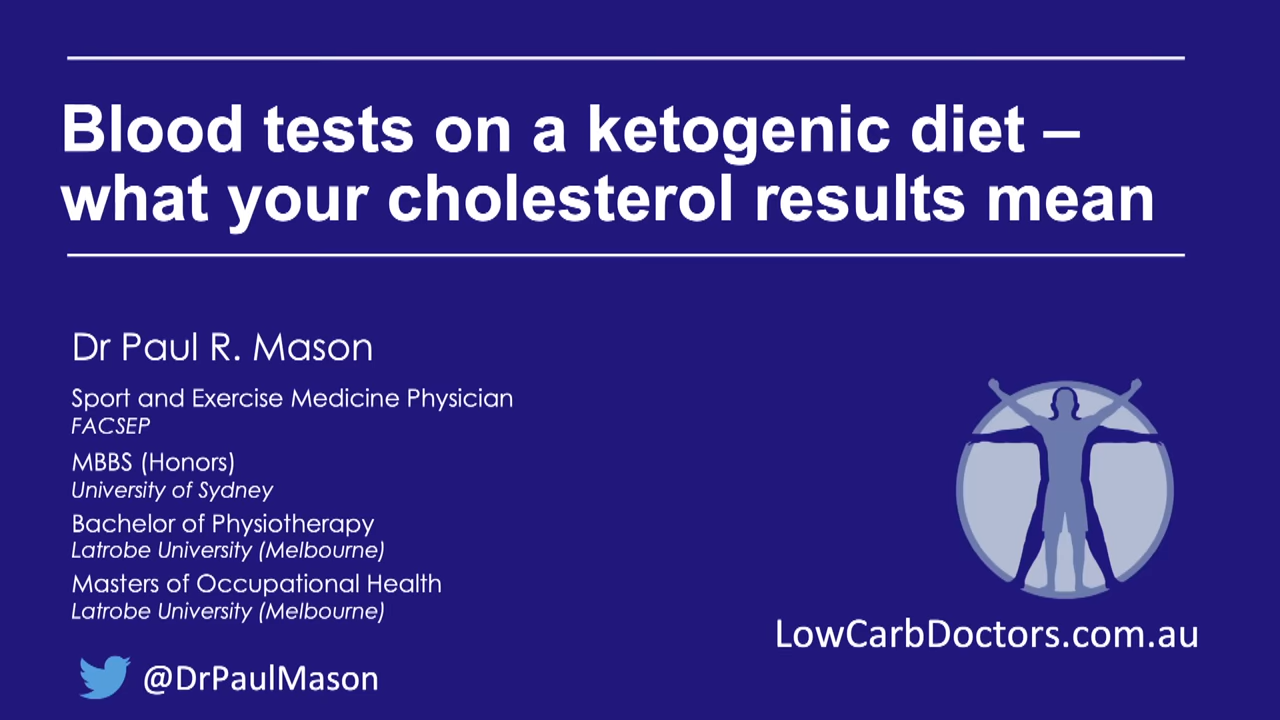 Blood tests on a ketogenic diet –
what your cholesterol results mean
Dr Paul R. Mason
Sport and Exercise Medicine Physician
FACSEP
MBBS (Honors)
University of Sydney
Bachelor of Physiotherapy
Latrobe University (Melbourne)
Masters of Occupational Health
Latrobe University (Melbourne)
@DrPaulMason
LowCarbDoctors.com.au